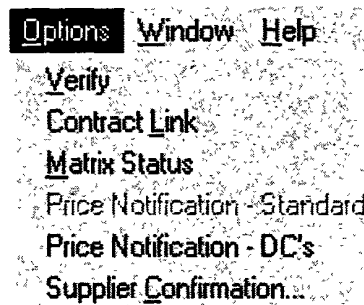 Options Window Help
Verify
Contract Link
Matrix Status
Price Notification - Standard
Price Notification - DC's
Supplier Confirmation...